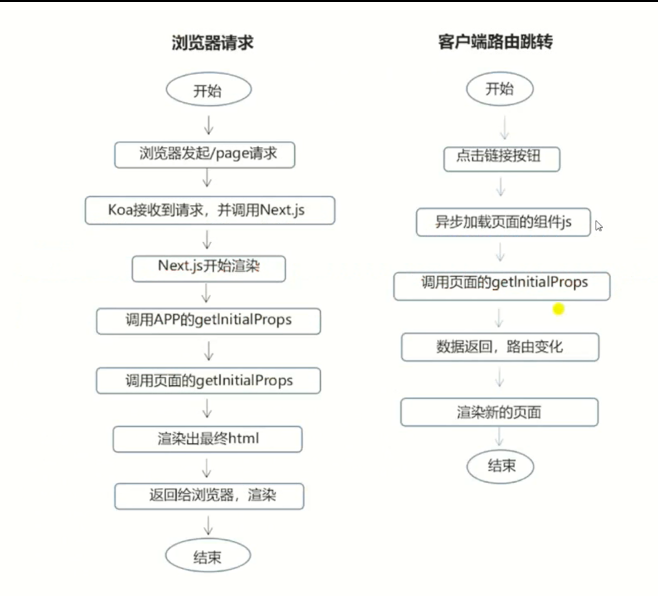 浏览器请求
开始
浏览器发起/page请求
Koa接收到请求，并调用Next.js
Next.js开始渲染
调用APP的getInitialProps
调用页面的getInitialProps
渲染出最终html
返回给浏览器，渲染
结束
客户端路由跳转
开始
点击链接按钮
异步加载页面的组件js
调用页面的getInitialProps
数据返回，路由变化
渲染新的页面
结束